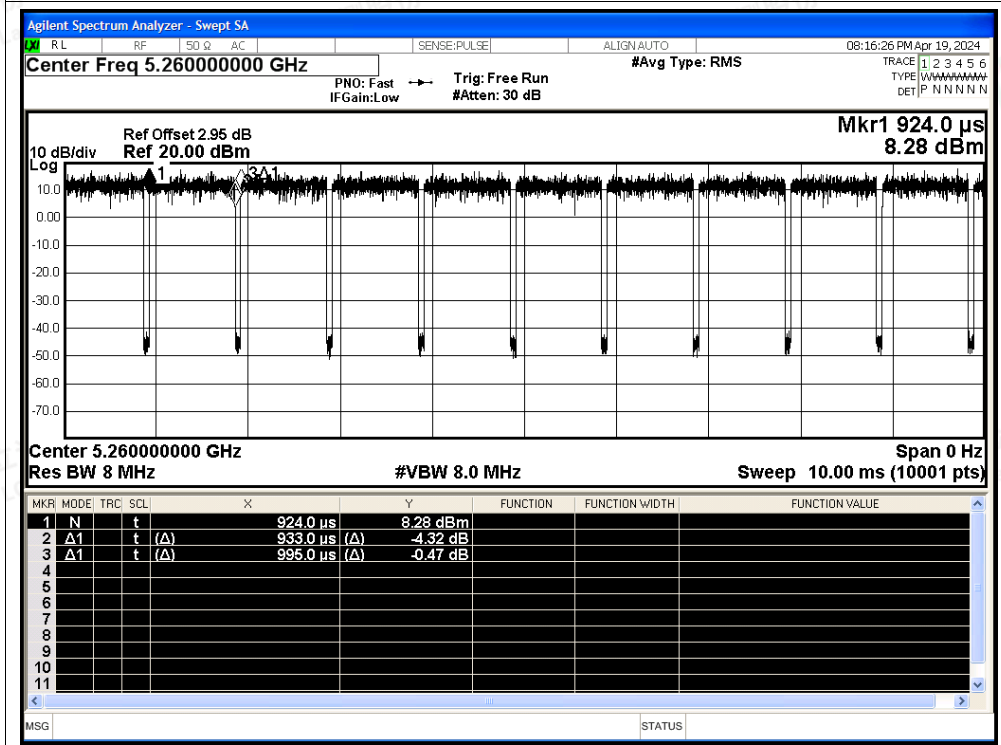 Agilent Spectrum Analyzer - Swept SA
LXI RL RF 50 Ω AC SENSE:PULSE ALIGN AUTO 08:16:26 PM Apr 19, 2024
Center Freq 5.260000000 GHz
PNO: Fast
IFGain:Low
Trig: Free Run
#Atten: 30 dB
#Avg Type: RMS
TRACE 1 2 3 4 5 6
TYPE W
DET P N N N N N
Ref Offset 2.95 dB
10 dB/div Ref 20.00 dBm
Mkr1 924.0 µs
8.28 dBm
Log
1
3Δ1
10.0
0.00
-10.0
-20.0
-30.0
-40.0
-50.0
-60.0
-70.0
Center 5.260000000 GHz Span 0 Hz
Res BW 8 MHz #VBW 8.0 MHz Sweep 10.00 ms (10001 pts)
MKR MODE TRC SCL X Y FUNCTION FUNCTION WIDTH FUNCTION VALUE
1 N t 924.0 µs 8.28 dBm
2 Δ1 t (Δ) 933.0 µs (Δ) -4.32 dB
3 Δ1 t (Δ) 995.0 µs (Δ) -0.47 dB
4
5
6
7
8
9
10
11
MSG STATUS